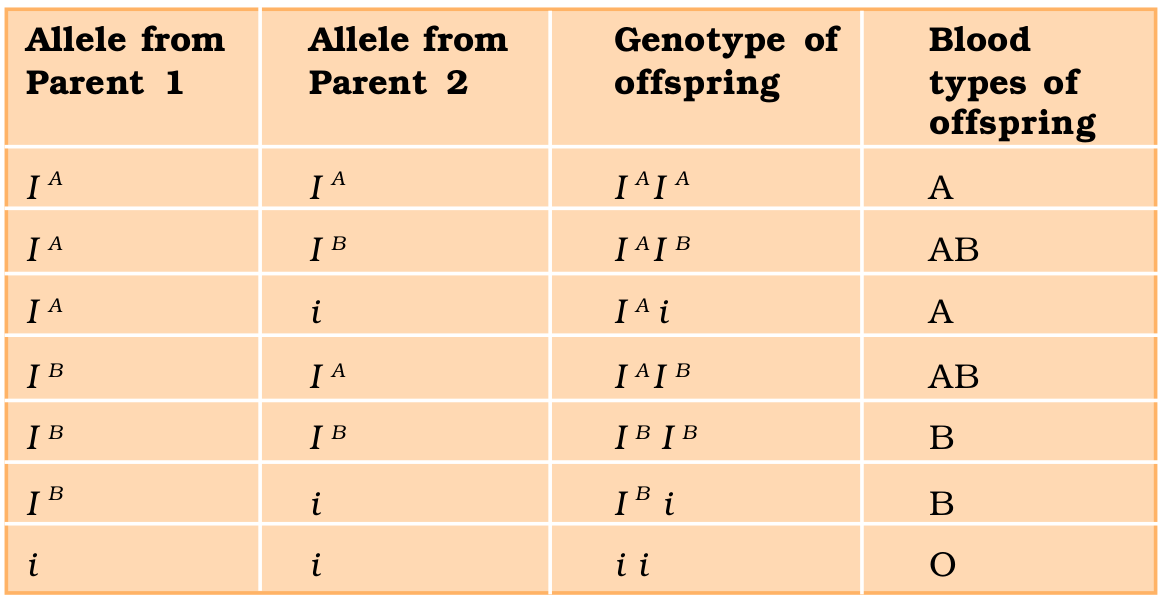 Allele from Parent 1 | Allele from Parent 2 | Genotype of offspring | Blood types of offspring
I^A | I^A | I^A I^A | A
I^A | I^B | I^A I^B | AB
I^A | i | I^A i | A
I^B | I^A | I^A I^B | AB
I^B | I^B | I^B I^B | B
I^B | i | I^B i | B
i | i | i i | O